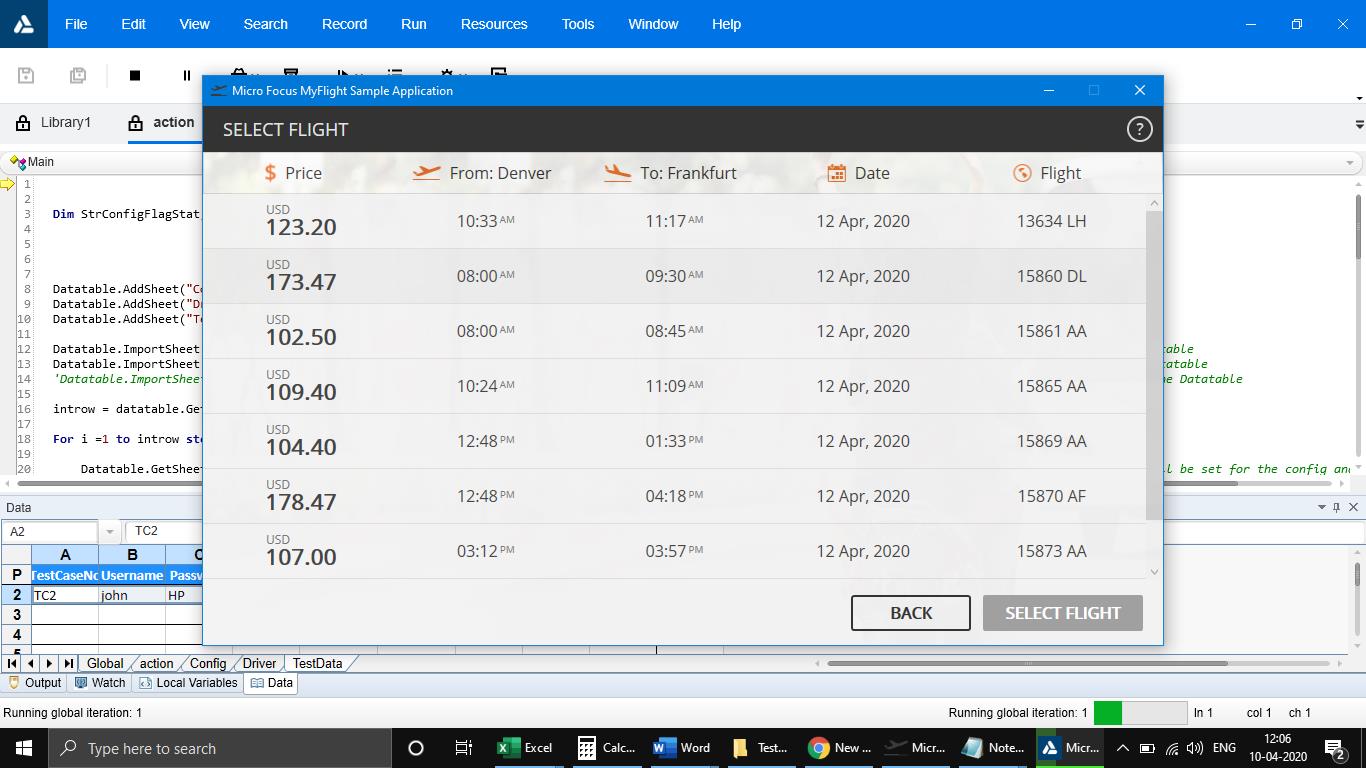 File Edit View Search Record Run Resources Tools Window Help
Micro Focus MyFlight Sample Application
Library1 action
SELECT FLIGHT ?
Main
$ Price From: Denver To: Frankfurt Date Flight
USD
123.20 10:33 AM 11:17 AM 12 Apr, 2020 13634 LH
USD
173.47 08:00 AM 09:30 AM 12 Apr, 2020 15860 DL
USD
102.50 08:00 AM 08:45 AM 12 Apr, 2020 15861 AA
USD
109.40 10:24 AM 11:09 AM 12 Apr, 2020 15865 AA
USD
104.40 12:48 PM 01:33 PM 12 Apr, 2020 15869 AA
USD
178.47 12:48 PM 04:18 PM 12 Apr, 2020 15870 AF
USD
107.00 03:12 PM 03:57 PM 12 Apr, 2020 15873 AA
BACK SELECT FLIGHT
1
2
3 Dim StrConfigFlagStat
4
5
6
7
8 Datatable.AddSheet("C
9 Datatable.AddSheet("D
10 Datatable.AddSheet("T
11
12 Datatable.ImportSheet
13 Datatable.ImportSheet
14 'Datatable.ImportSheet e Datatable
15
16 introw = datatable.Get
17
18 For i =1 to introw ste
19
20 Datatable.GetSheet l be set for the config an
Data
A2 TC2
A B C
P TestCaseN Username Passw
2 TC2 john HP
3
4
5
Global action Config Driver TestData
Output Watch Local Variables Data
Running global iteration: 1 Running global iteration: 1 ln 1 col 1 ch 1
Type here to search Excel Calc... Word Test... New ... Micr... Note... Micr... ENG 12:06
10-04-2020 2